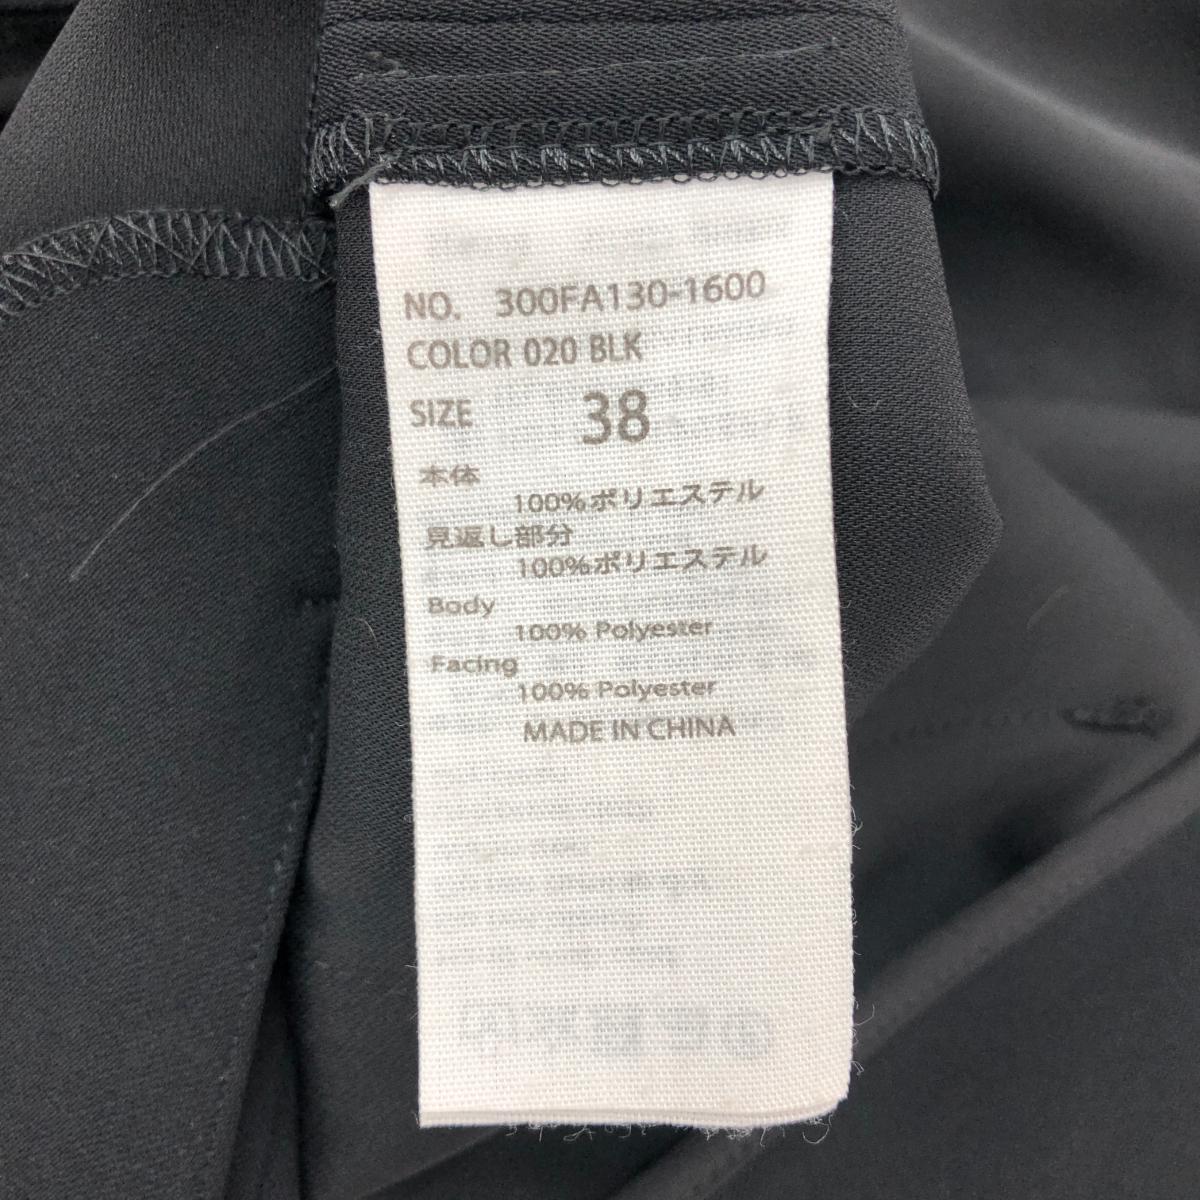 NO. 300FA130-1600
COLOR 020 BLK
SIZE 38
本体
100%ポリエステル
見返し部分
100%ポリエステル
Body
100% Polyester
Facing
100% Polyester
MADE IN CHINA